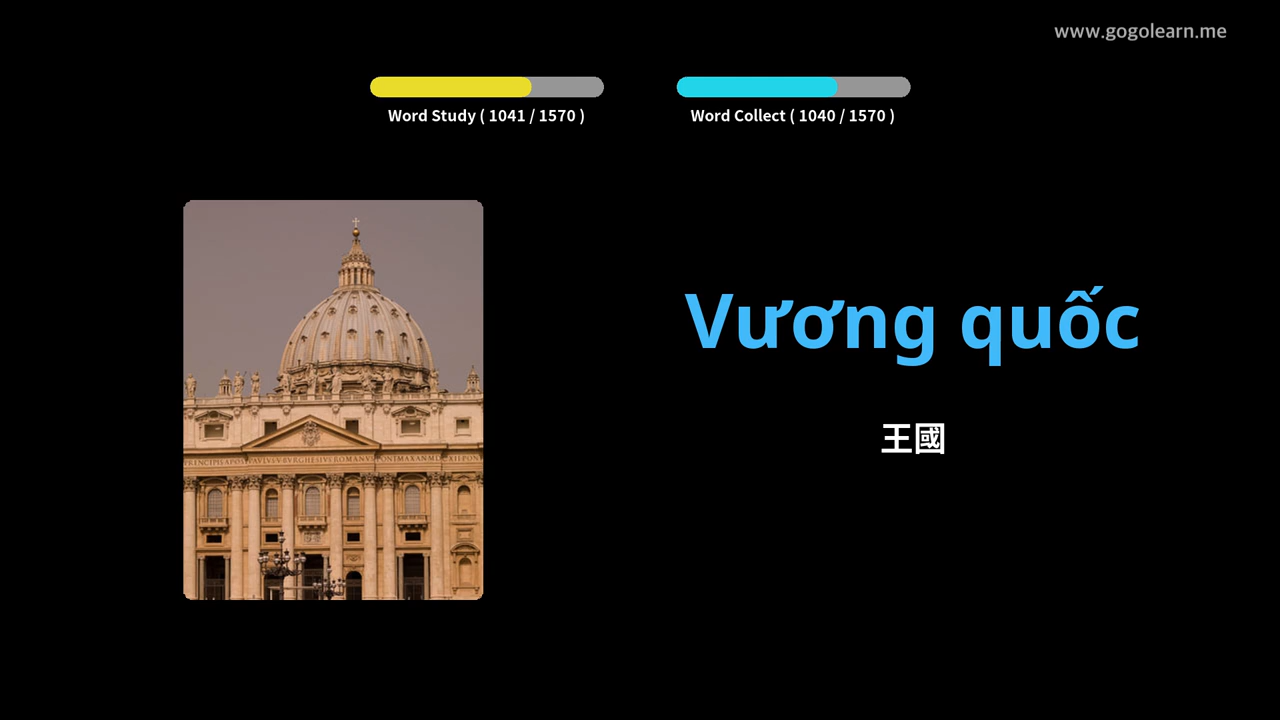 www.gogolearn.me
Word Study ( 1041 / 1570 )
Word Collect ( 1040 / 1570 )
Vương quốc
王國